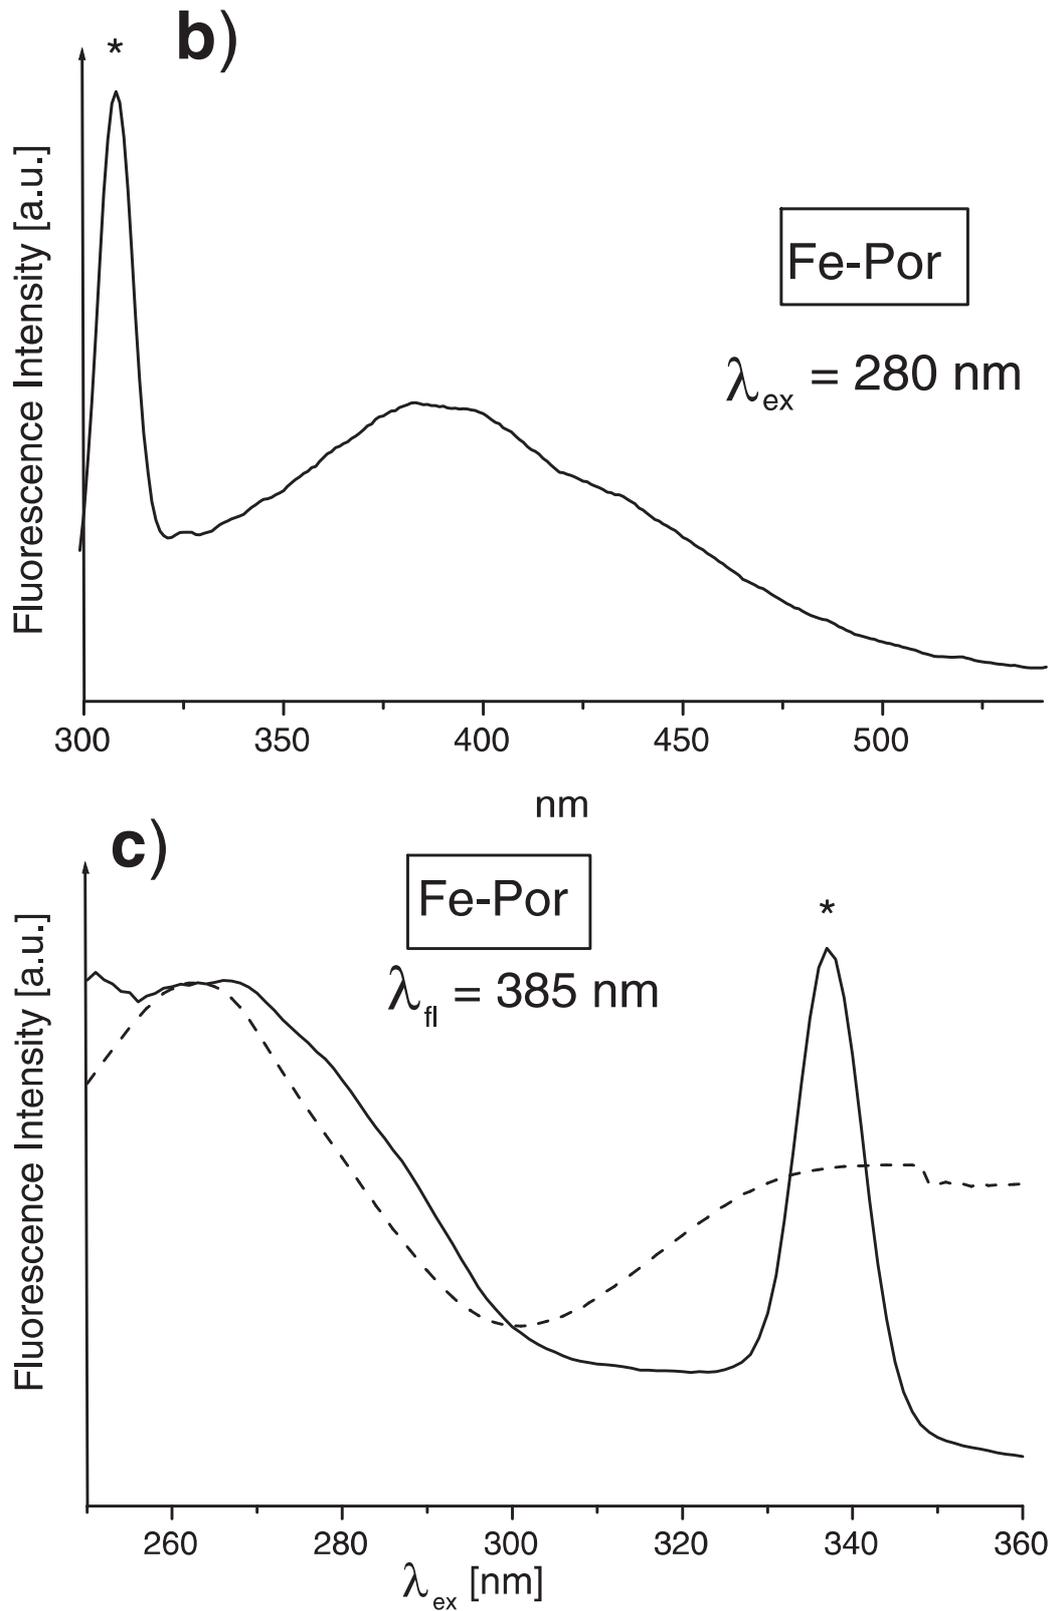 b)
*
Fluorescence Intensity [a.u.]
Fe-Por
λex = 280 nm
300 350 400 450 500
nm
c)
Fe-Por
*
λfl = 385 nm
Fluorescence Intensity [a.u.]
260 280 300 320 340 360
λex [nm]